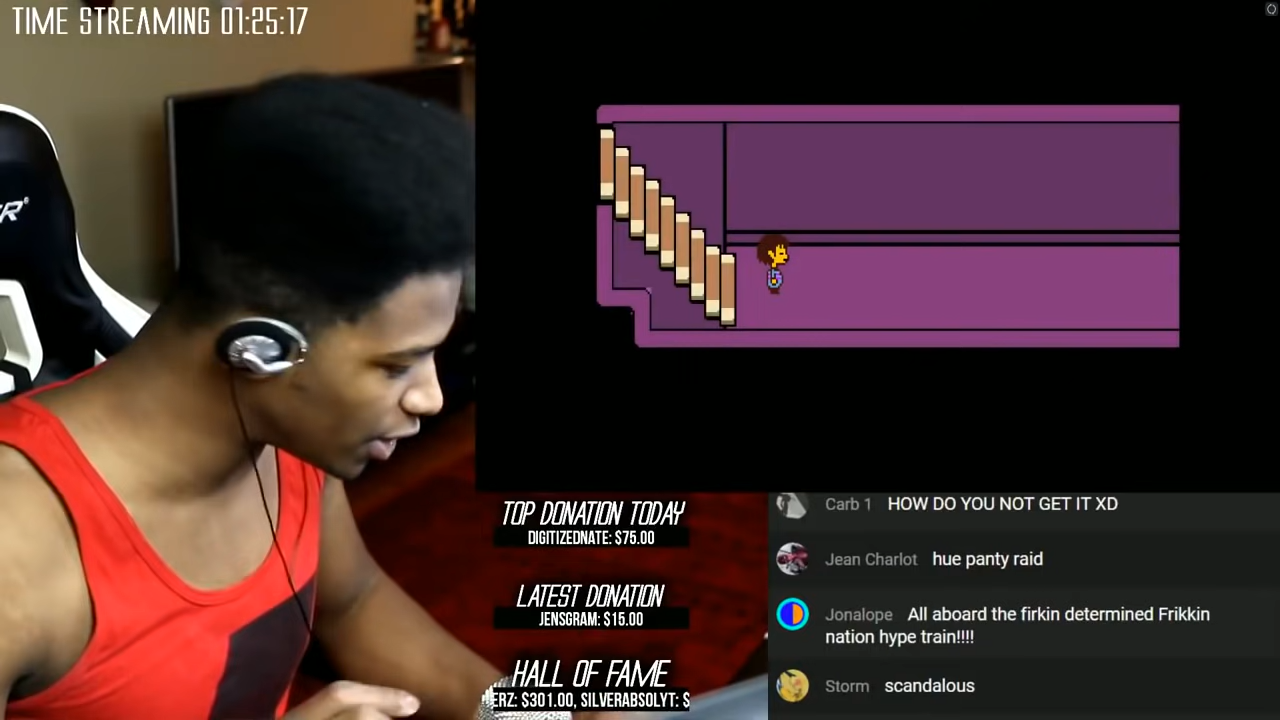 TIME STREAMING 01:25:17
R
TOP DONATION TODAY
DIGITIZEDNATE: $75.00
LATEST DONATION
JENSGRAM: $15.00
HALL OF FAME
ERZ: $301.00, SILVERABSOLYT: $
Carb 1 HOW DO YOU NOT GET IT XD
Jean Charlot hue panty raid
Jonalope All aboard the firkin determined Frikkin
nation hype train!!!!
Storm scandalous